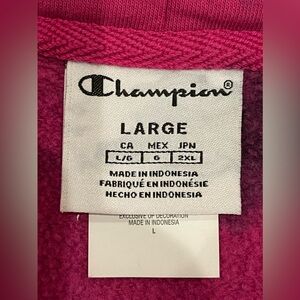 Champion®
LARGE
CA MEX JPN
L/G G 2XL
MADE IN INDONESIA
FABRIQUÉ EN INDONÉSIE
HECHO EN INDONESIA
EXCLUSIVE OF DECORATION
MADE IN INDONESIA
L